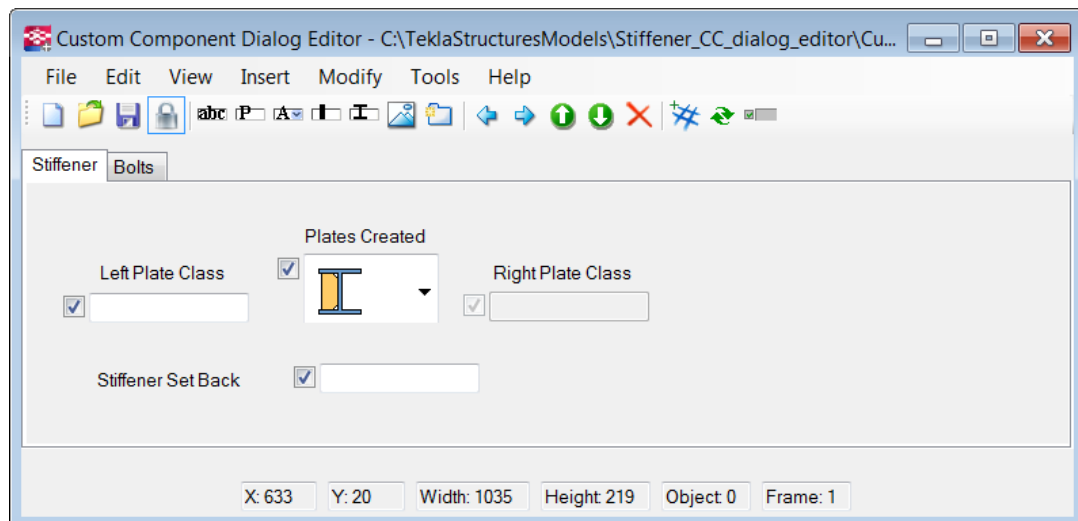 Custom Component Dialog Editor - C:\TeklaStructuresModels\Stiffener_CC_dialog_editor\Cu...
File Edit View Insert Modify Tools Help
abc P A
Stiffener Bolts
Plates Created
Left Plate Class Right Plate Class
Stiffener Set Back
X: 633 Y: 20 Width: 1035 Height: 219 Object: 0 Frame: 1